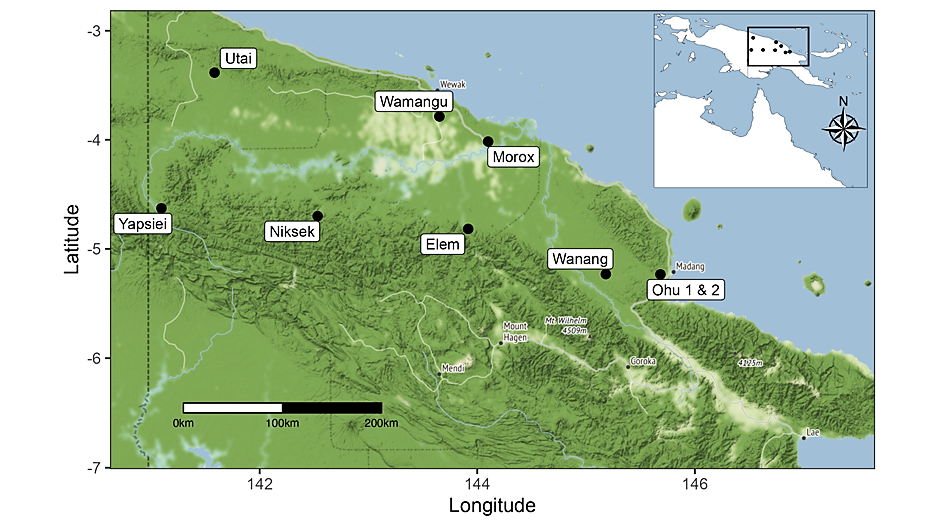 -3
-4
-5
-6
-7
Latitude
Utai
Wewak
Wamangu
Morox
Yapsiei
Niksek
Elem
Wanang
Madang
Ohu 1 & 2
Mt Wilhelm
4509m
Mount
Hagen
Mendi
Goroka
4125m
Lae
0km
100km
200km
N
142
144
146
Longitude